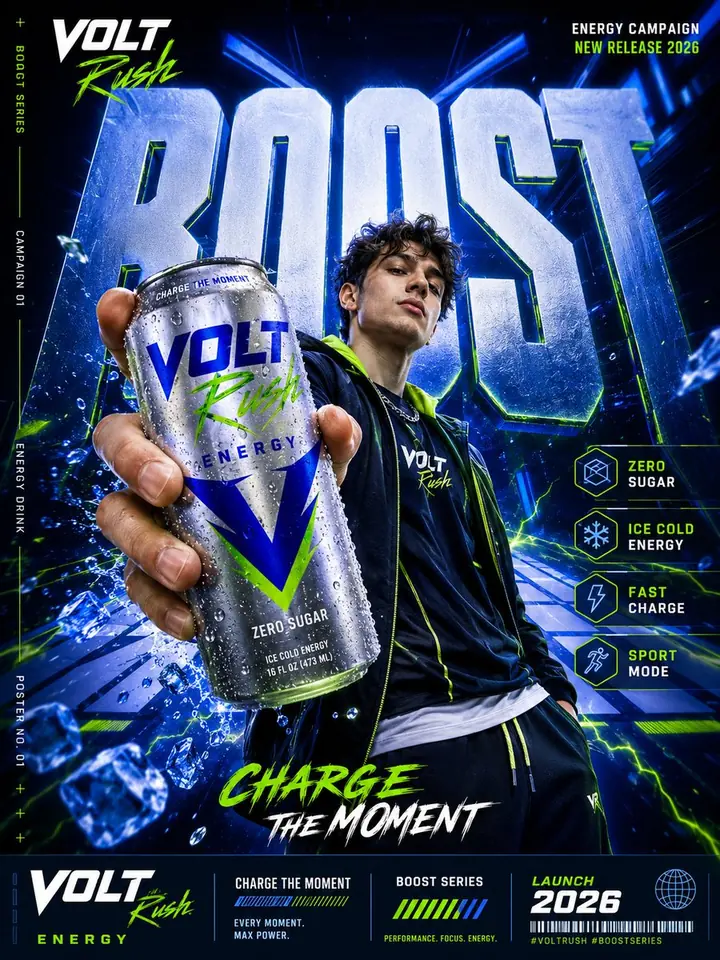 VOLT
Rush
ENERGY CAMPAIGN
NEW RELEASE 2026
BOOST
BOOGT SERIES
CAMPAIGN 01
ENERGY DRINK
POSTER NO. 01
CHARGE THE MOMENT
VOLT
Rush
ENERGY
ZERO SUGAR
ICE COLD ENERGY
16 FL OZ (473 ML)
VOLT
Rush
VR
ZERO
SUGAR
ICE COLD
ENERGY
FAST
CHARGE
SPORT
MODE
CHARGE
THE MOMENT
VOLT
Rush
ENERGY
CHARGE THE MOMENT
EVERY MOMENT.
MAX POWER.
BOOST SERIES
PERFORMANCE. FOCUS. ENERGY.
LAUNCH
2026
#VOLTRUSH #BOOSTSERIES